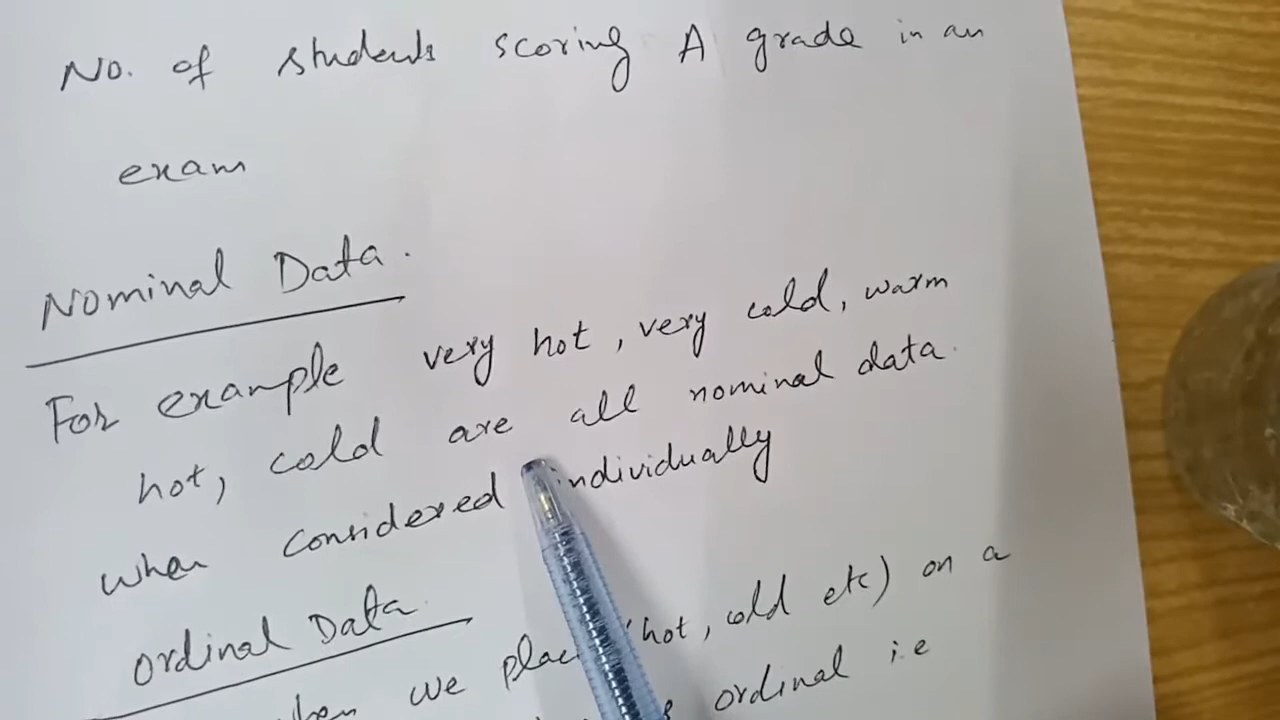 No. of students scoring A grade in an
exam
Nominal Data.
For example very hot, very cold, warm
hot, cold are all nominal data.
when considered individually
Ordinal Data.
we (hot, cold etc) on a
ordinal i.e